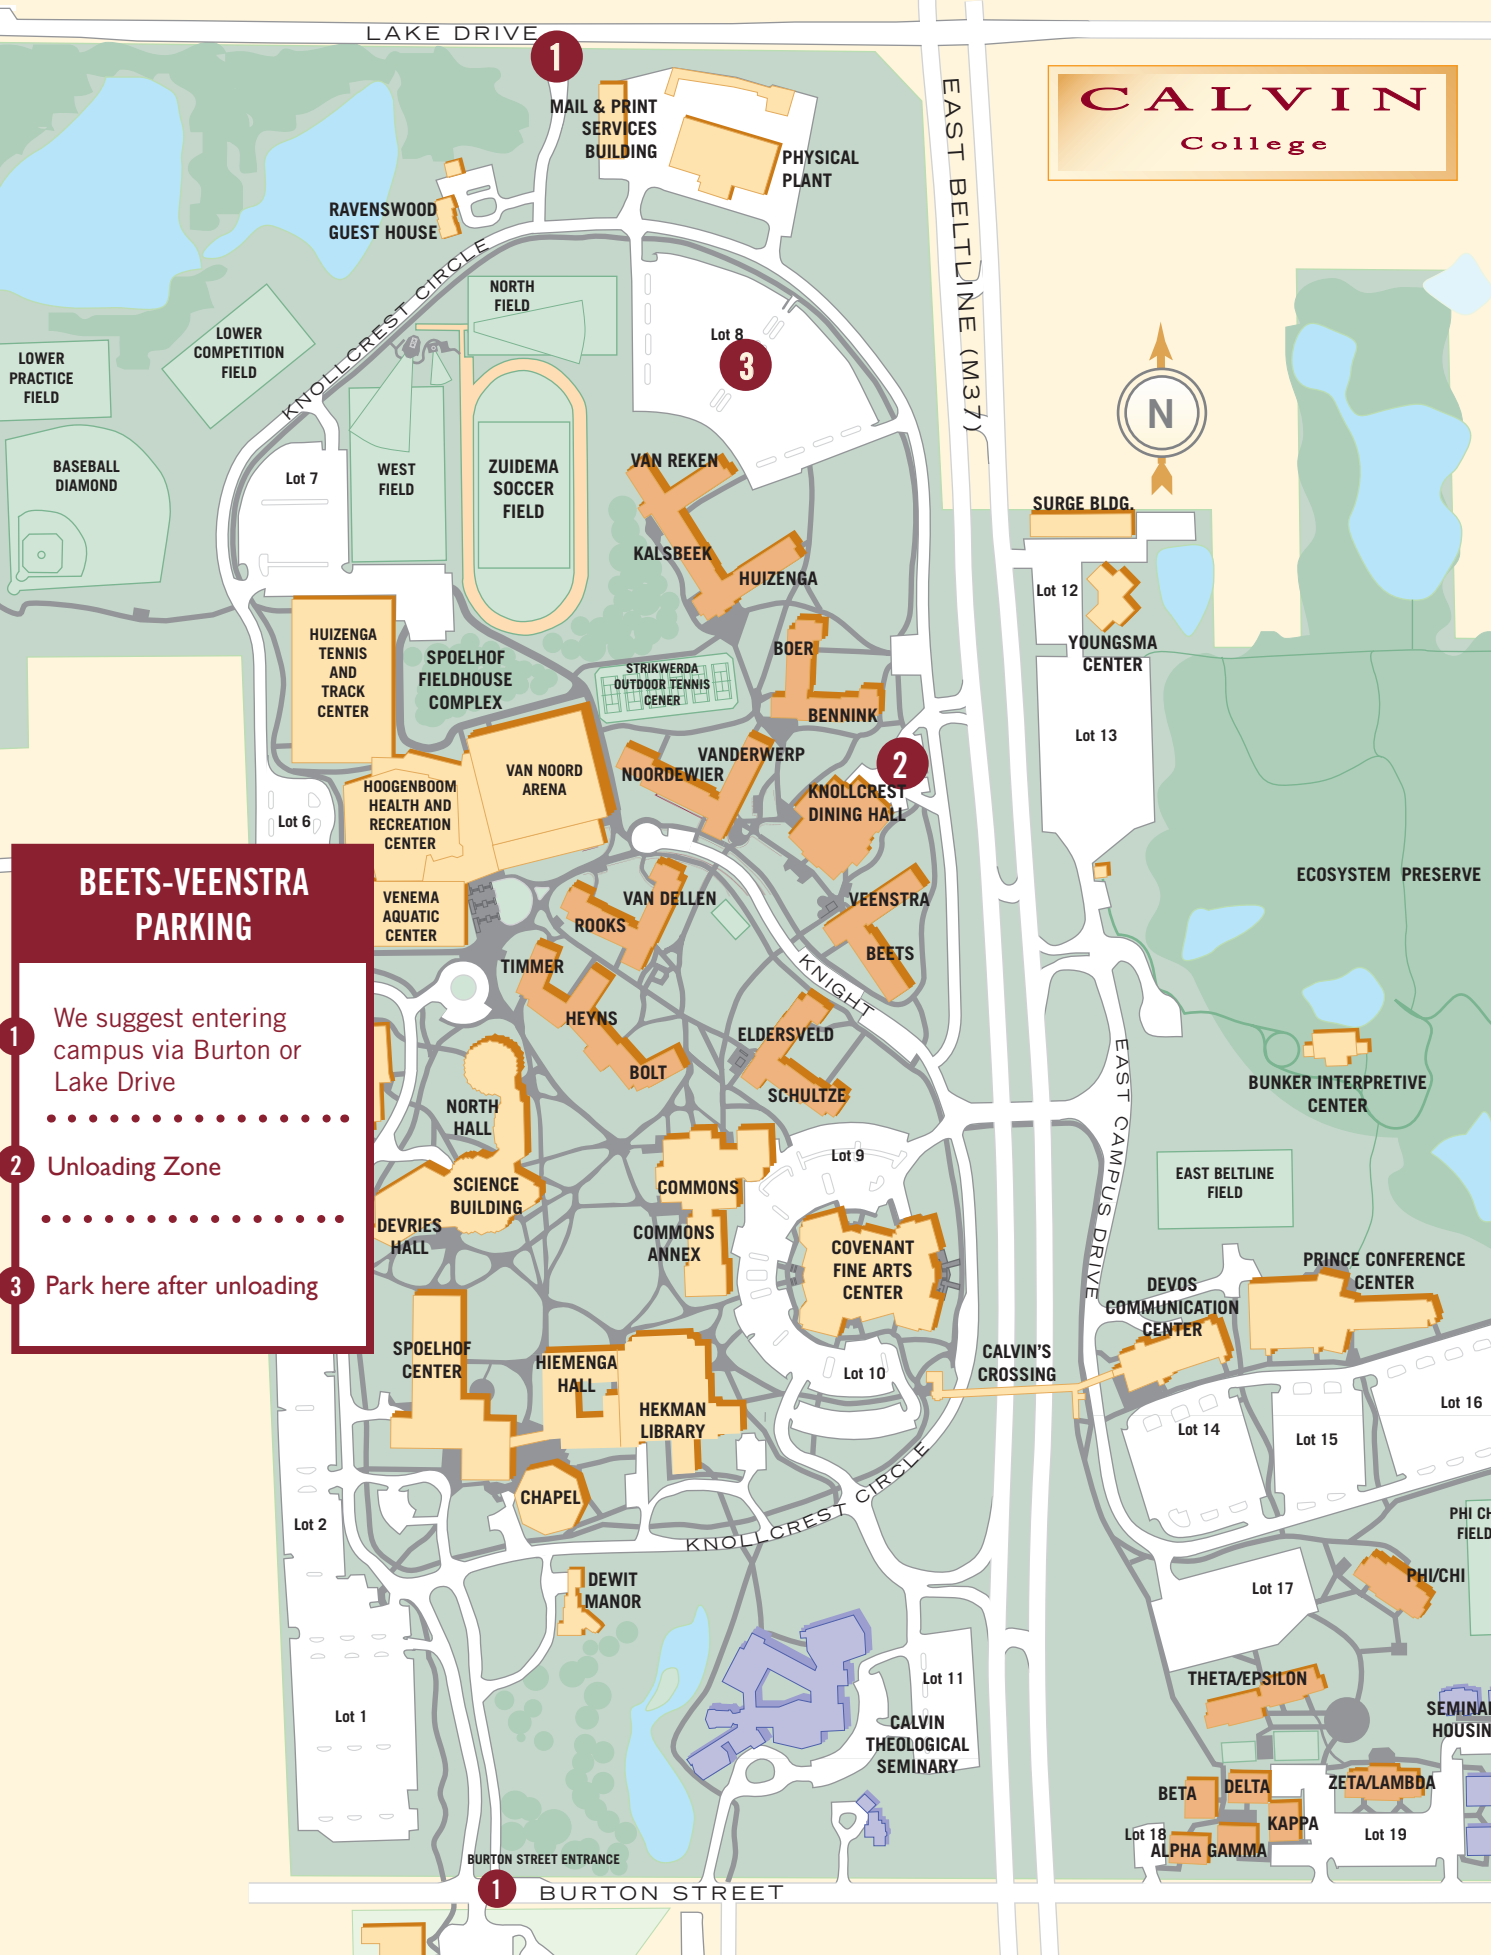 LAKE DRIVE
1
CALVIN
College
MAIL & PRINT
SERVICES
BUILDING
PHYSICAL
PLANT
EAST BELTLINE (M37)
RAVENSWOOD
GUEST HOUSE
KNOLLCREST CIRCLE
NORTH
FIELD
LOWER
COMPETITION
FIELD
LOWER
PRACTICE
FIELD
Lot 8
3
N
BASEBALL
DIAMOND
Lot 7
WEST
FIELD
ZUIDEMA
SOCCER
FIELD
VAN REKEN
KALSBEEK
HUIZENGA
SURGE BLDG.
Lot 12
YOUNGSMA
CENTER
HUIZENGA
TENNIS
AND
TRACK
CENTER
SPOELHOF
FIELDHOUSE
COMPLEX
STRIKWERDA
OUTDOOR TENNIS
CENER
BOER
BENNINK
Lot 13
VANDERWERP
NOORDEWIER
2
KNOLLCREST
DINING HALL
VAN NOORD
ARENA
HOOGENBOOM
HEALTH AND
RECREATION
CENTER
Lot 6
ECOSYSTEM PRESERVE
BEETS-VEENSTRA
PARKING
1
We suggest entering
campus via Burton or
Lake Drive
2
Unloading Zone
3
Park here after unloading
VENEMA
AQUATIC
CENTER
VAN DELLEN
ROOKS
VEENSTRA
BEETS
TIMMER
HEYNS
BOLT
KNIGHT
ELDERSVELD
SCHULTZE
EAST CAMPUS DRIVE
BUNKER INTERPRETIVE
CENTER
NORTH
HALL
SCIENCE
BUILDING
DEVRIES
HALL
COMMONS
COMMONS
ANNEX
Lot 9
COVENANT
FINE ARTS
CENTER
EAST BELTLINE
FIELD
PRINCE CONFERENCE
CENTER
DEVOS
COMMUNICATION
CENTER
CALVIN'S
CROSSING
SPOELHOF
CENTER
HIEMENGA
HALL
HEKMAN
LIBRARY
Lot 10
Lot 16
Lot 14
Lot 15
CHAPEL
KNOLLCREST CIRCLE
Lot 2
PHI CH
FIELD
PHI/CHI
Lot 17
DEWIT
MANOR
Lot 11
THETA/EPSILON
Lot 1
CALVIN
THEOLOGICAL
SEMINARY
SEMINA
HOUSIN
BETA
DELTA
ZETA/LAMBDA
KAPPA
Lot 18
ALPHA
GAMMA
Lot 19
BURTON STREET ENTRANCE
1
BURTON STREET